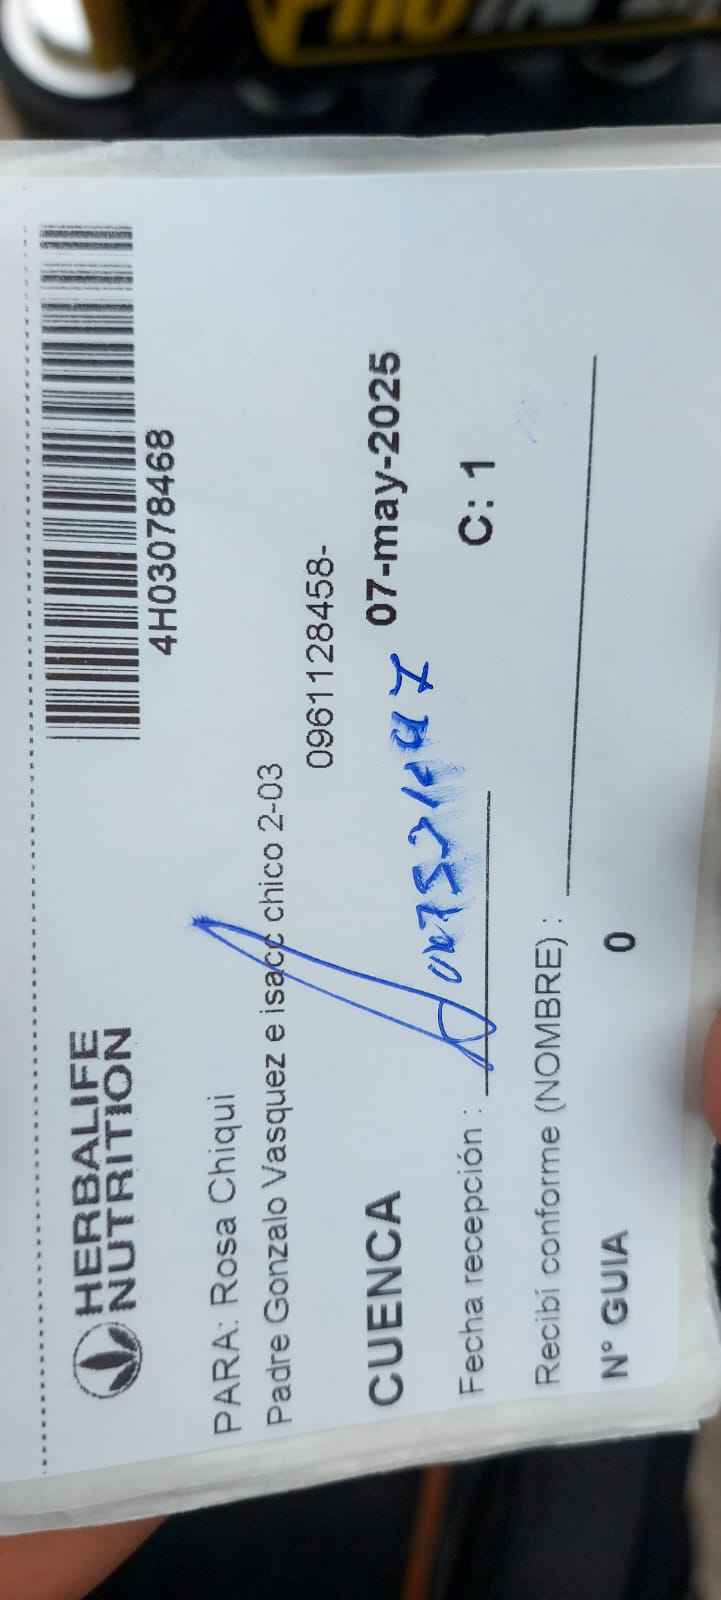 HERBALIFE
NUTRITION
4H03078468
PARA: Rosa Chiqui
Padre Gonzalo Vasquez e isacc chico 2-03
0961128458-
CUENCA
07-may-2025
Fecha recepción :
C: 1
Recibí conforme (NOMBRE) :
N° GUIA 0